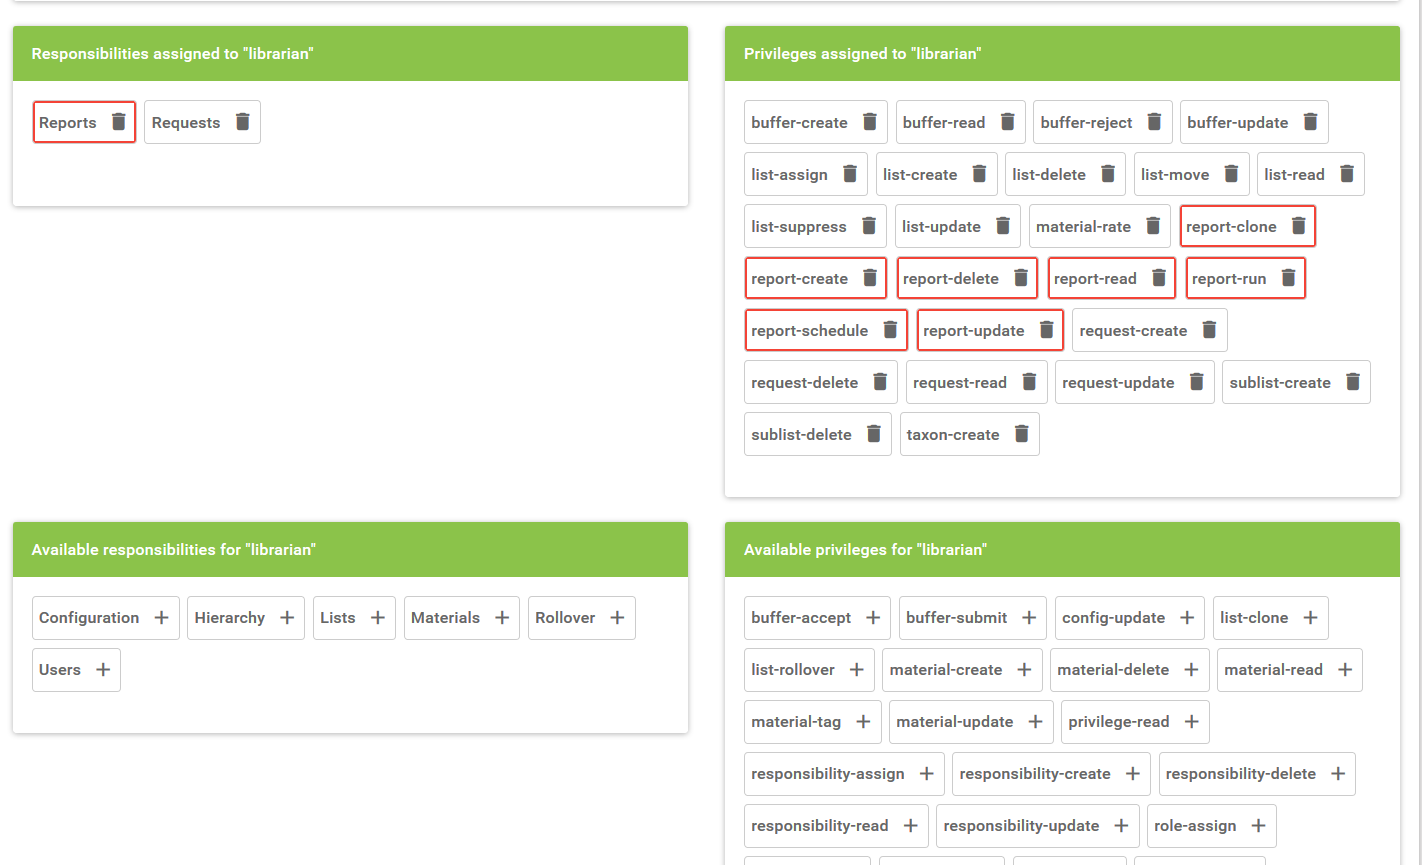 Responsibilities assigned to "librarian"
Reports Requests
Privileges assigned to "librarian"
buffer-create buffer-read buffer-reject buffer-update
list-assign list-create list-delete list-move list-read
list-suppress list-update material-rate report-clone
report-create report-delete report-read report-run
report-schedule report-update request-create
request-delete request-read request-update sublist-create
sublist-delete taxon-create
Available responsibilities for "librarian"
Configuration Hierarchy Lists Materials Rollover
Users
Available privileges for "librarian"
buffer-accept buffer-submit config-update list-clone
list-rollover material-create material-delete material-read
material-tag material-update privilege-read
responsibility-assign responsibility-create responsibility-delete
responsibility-read responsibility-update role-assign